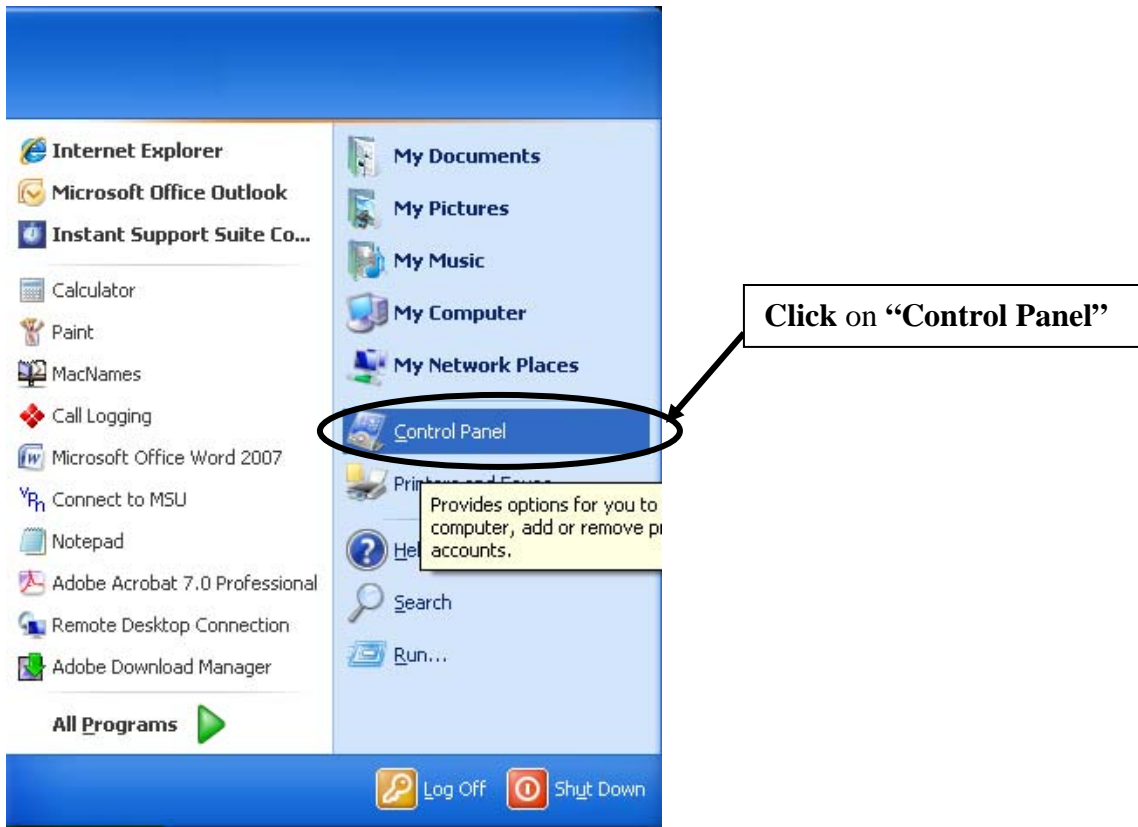 Internet Explorer
Microsoft Office Outlook
Instant Support Suite Co...
Calculator
Paint
MacNames
Call Logging
Microsoft Office Word 2007
Connect to MSU
Notepad
Adobe Acrobat 7.0 Professional
Remote Desktop Connection
Adobe Download Manager
All Programs
My Documents
My Pictures
My Music
My Computer
My Network Places
Control Panel
Provides options for you to
computer, add or remove
accounts.
Search
Run...
Log Off
Shut Down
Click on “Control Panel”